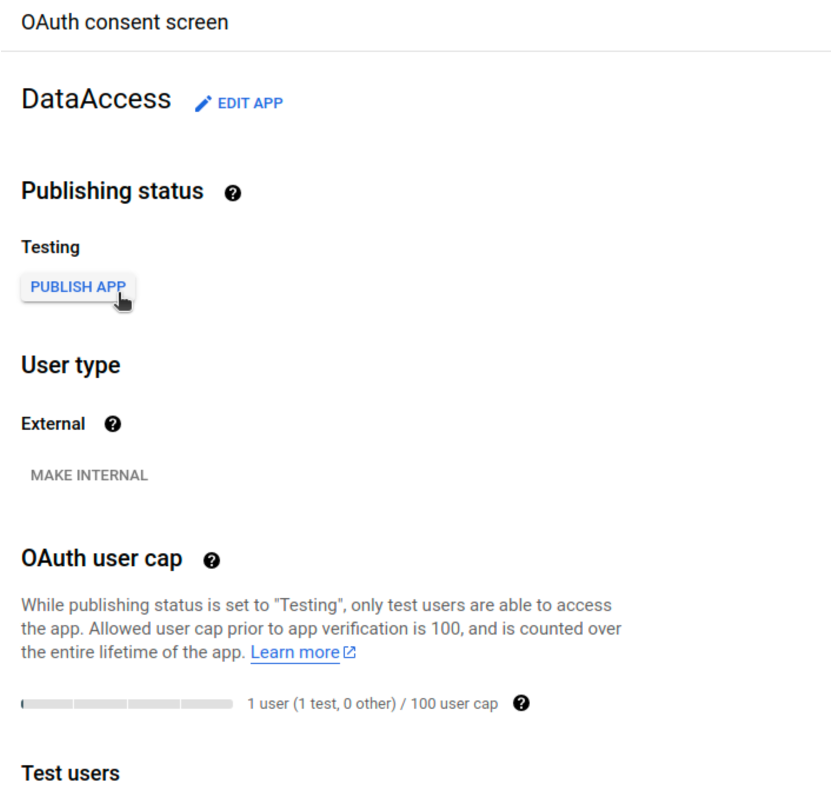 OAuth consent screen
DataAccess EDIT APP
Publishing status ?
Testing
PUBLISH APP
User type
External ?
MAKE INTERNAL
OAuth user cap ?
While publishing status is set to "Testing", only test users are able to access
the app. Allowed user cap prior to app verification is 100, and is counted over
the entire lifetime of the app. Learn more
1 user (1 test, 0 other) / 100 user cap ?
Test users